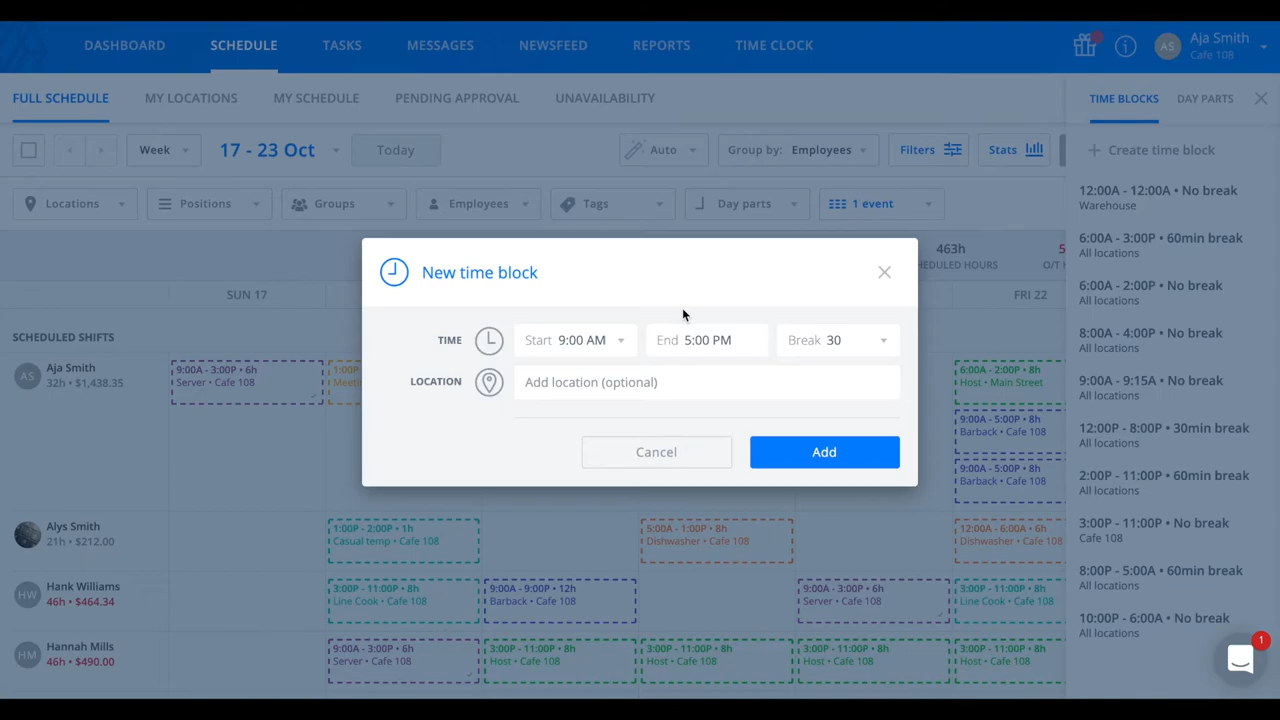 DASHBOARD SCHEDULE TASKS MESSAGES NEWSFEED REPORTS TIME CLOCK
AS Aja Smith
Cafe 108
FULL SCHEDULE MY LOCATIONS MY SCHEDULE PENDING APPROVAL UNAVAILABILITY
TIME BLOCKS DAY PARTS
Week 17 - 23 Oct Today Auto Group by: Employees Filters Stats
Locations Positions Groups Employees Tags Day parts 1 event
463h
HEDULED HOURS O/T H
SUN 17 FRI 22
SCHEDULED SHIFTS
AS Aja Smith
32h • $1,438.35
9:00A - 3:00P • 6h
Server • Cafe 108
1:00P
Meeti
6:00A - 2:00P • 8h
Host • Main Street
9:00A - 5:00P • 8h
Barback • Cafe 108
9:00A - 5:00P • 8h
Barback • Cafe 108
Alys Smith
21h • $212.00
1:00P - 2:00P • 1h
Casual temp • Cafe 108
5:00A - 1:00P • 8h
Dishwasher • Cafe 108
12:00A - 6:00A • 6h
Dishwasher • Cafe 108
HW Hank Williams
46h • $464.34
3:00P - 11:00P • 8h
Line Cook • Cafe 108
9:00A - 9:00P • 12h
Barback • Cafe 108
9:00A - 3:00P • 6h
Server • Cafe 108
3:00P - 11:00P • 8h
Line Cook • Cafe 108
HM Hannah Mills
46h • $490.00
9:00A - 3:00P • 6h
Server • Cafe 108
3:00P - 11:00P • 8h
Host • Cafe 108
3:00P - 11:00P • 8h
Host • Cafe 108
3:00P - 11:00P • 8h
Host • Cafe 108
3:00P - 11:00P • 8h
Host • Cafe 108
New time block
TIME Start 9:00 AM End 5:00 PM Break 30
LOCATION Add location (optional)
Cancel Add
Create time block
12:00A - 12:00A • No break
Warehouse
6:00A - 3:00P • 60min break
All locations
6:00A - 2:00P • No break
All locations
8:00A - 4:00P • No break
All locations
9:00A - 9:15A • No break
All locations
12:00P - 8:00P • 30min break
All locations
2:00P - 11:00P • 60min break
All locations
3:00P - 11:00P • No break
Cafe 108
8:00P - 5:00A • 60min break
All locations
10:00P - 6:00A • No break
All locations
1